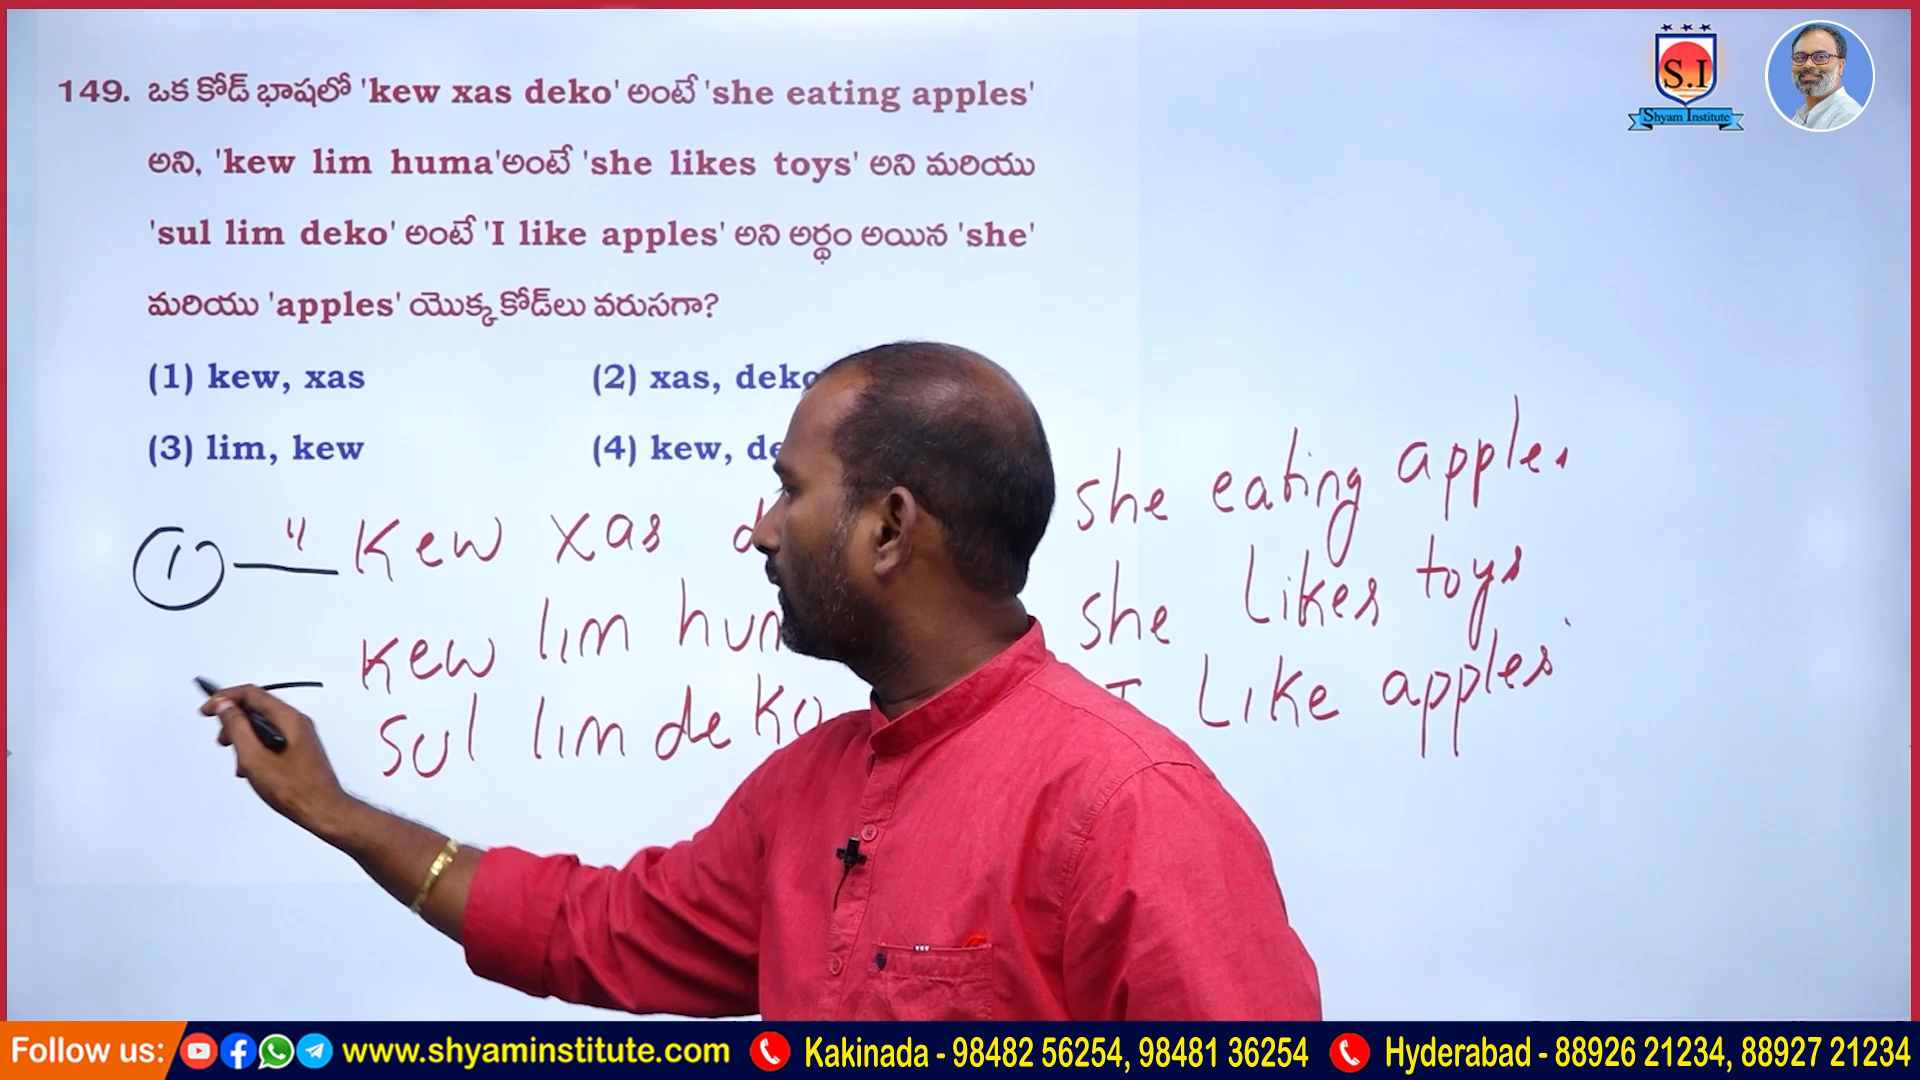 149. ఒక కోడ్ భాషలో 'kew xas deko' అంటే 'she eating apples'
అని, 'kew lim huma'అంటే 'she likes toys' అని మరియు
'sul lim deko' అంటే 'I like apples' అని అర్థం అయిన 'she'
మరియు 'apples' యొక్క కోడ్‌లు వరుసగా?
(1) kew, xas (2) xas, deko
(3) lim, kew (4) kew,
1 " Kew xas she eating apples
Kew lim she likes toys
Sul lim deko I like apples
S.I
Shyam Institute
Follow us: www.shyaminstitute.com Kakinada - 98482 56254, 98481 36254 Hyderabad - 88926 21234, 88927 21234